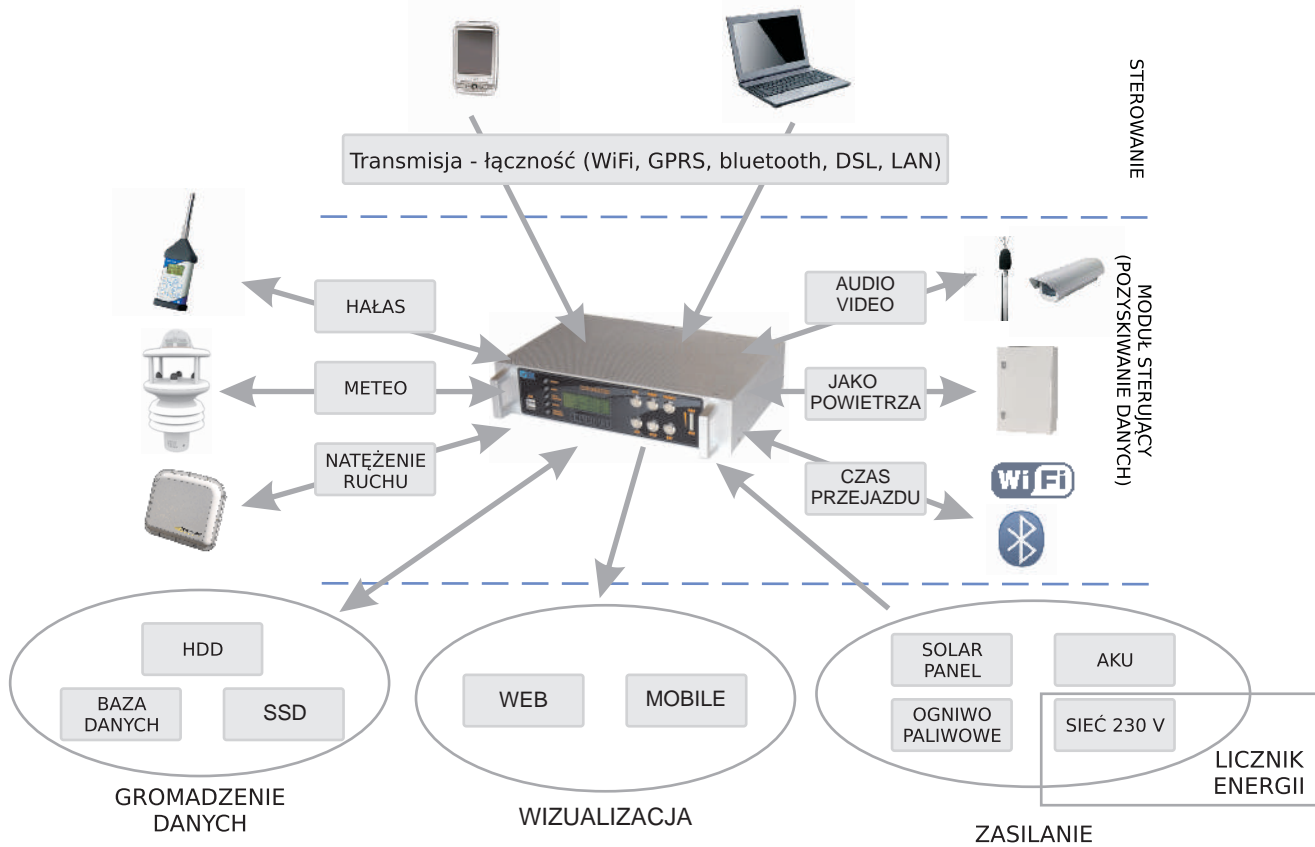 STEROWANIE
Transmisja - łączność (WiFi, GPRS, bluetooth, DSL, LAN)
HAŁAS
METEO
NATĘŻENIE
RUCHU
AUDIO
VIDEO
JAKO
POWIETRZA
CZAS
PRZEJAZDU
WiFi
MODUŁ STERUJĄCY
(POZYSKIWANIE DANYCH)
HDD
BAZA
DANYCH
SSD
GROMADZENIE
DANYCH
WEB
MOBILE
WIZUALIZACJA
SOLAR
PANEL
AKU
OGNIWO
PALIWOWE
SIEĆ 230 V
LICZNIK
ENERGII
ZASILANIE